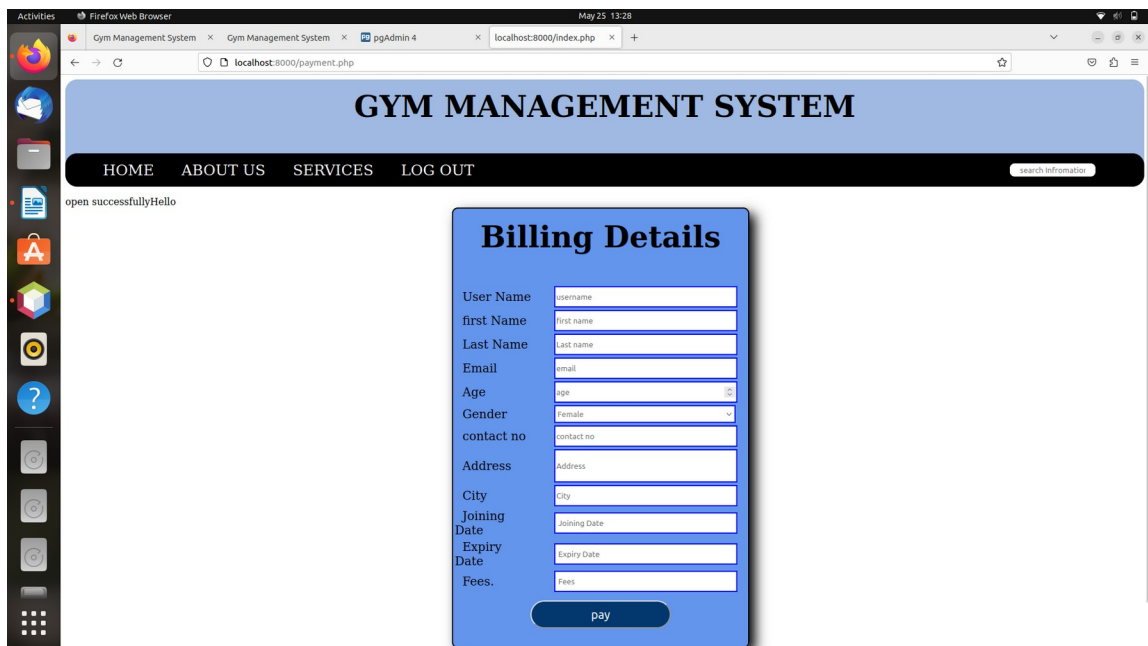 Activities Firefox Web Browser May 25 13:28
Gym Management System × Gym Management System × pgAdmin 4 × localhost:8000/index.php × +
localhost:8000/payment.php
GYM MANAGEMENT SYSTEM
HOME ABOUT US SERVICES LOG OUT search Infromation
open successfullyHello
Billing Details
User Name username
first Name first name
Last Name Last name
Email email
Age age
Gender Female
contact no contact no
Address Address
City City
Joining
Date Joining Date
Expiry
Date Expiry Date
Fees. Fees
pay